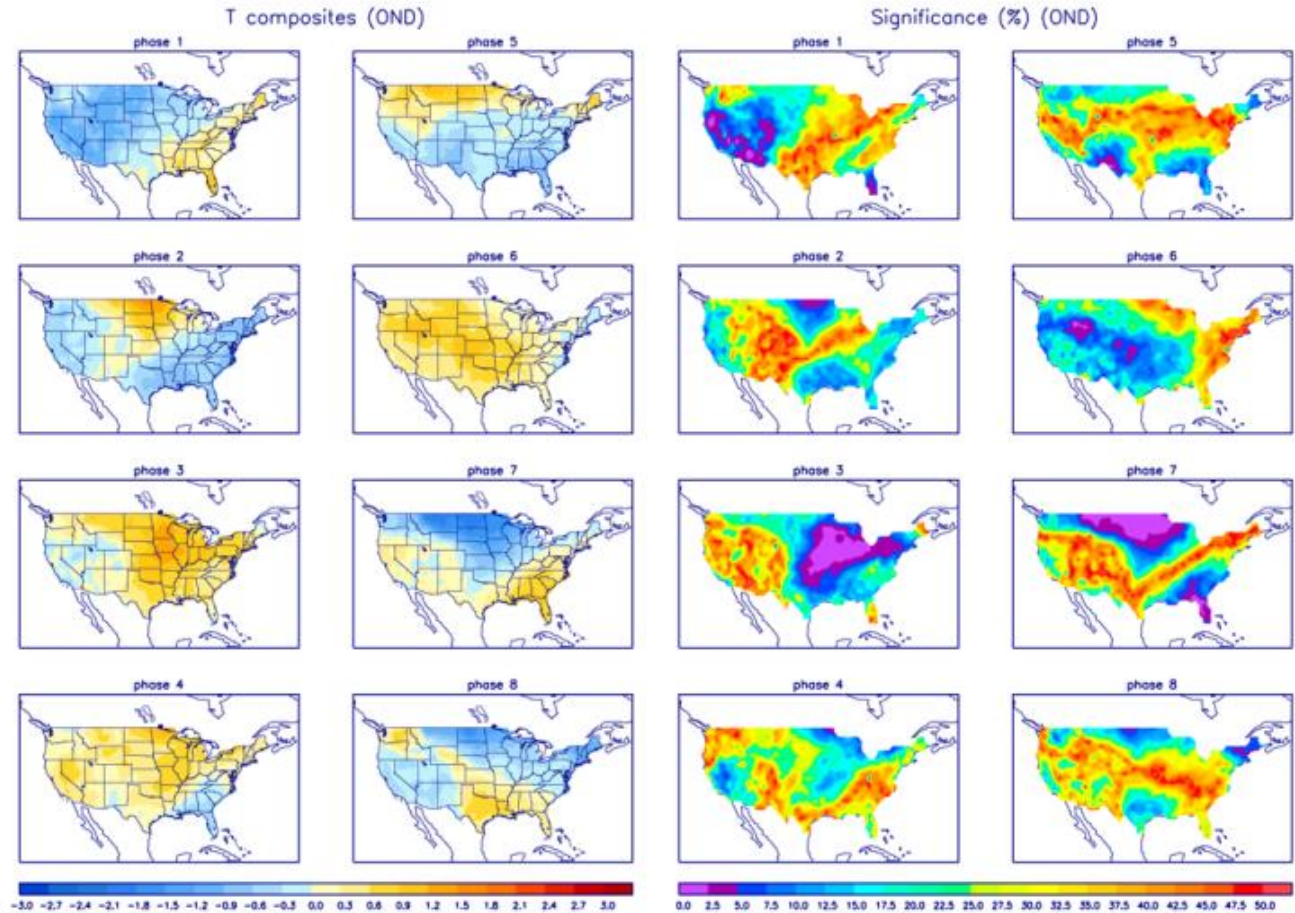 T composites (OND)
Significance (%) (OND)
phase 1
phase 5
phase 1
phase 5
phase 2
phase 6
phase 2
phase 6
phase 3
phase 7
phase 3
phase 7
phase 4
phase 8
phase 4
phase 8
-3.0 -2.7 -2.4 -2.1 -1.8 -1.5 -1.2 -0.9 -0.6 -0.3 0.0 0.3 0.6 0.9 1.2 1.5 1.8 2.1 2.4 2.7 3.0
0.0 2.5 5.0 7.5 10.0 12.5 15.0 17.5 20.0 22.5 25.0 27.5 30.0 32.5 35.0 37.5 40.0 42.5 45.0 47.5 50.0